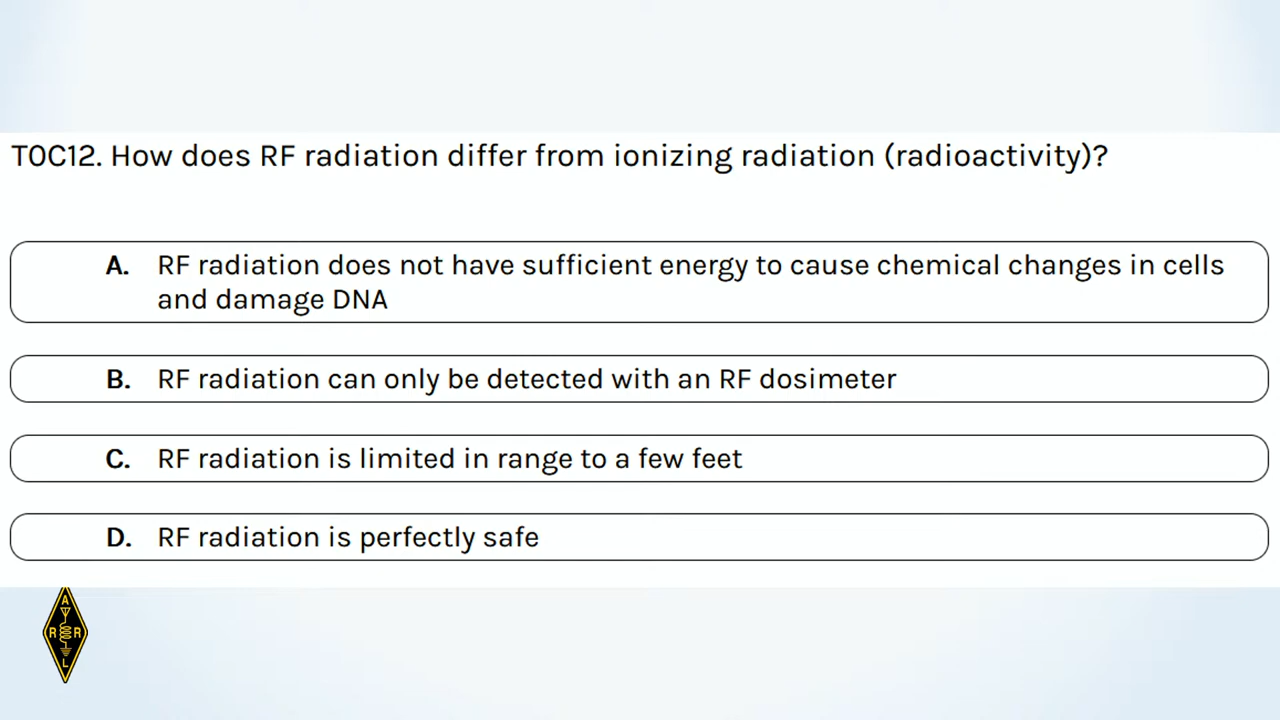 T0C12. How does RF radiation differ from ionizing radiation (radioactivity)?
A. RF radiation does not have sufficient energy to cause chemical changes in cells
and damage DNA
B. RF radiation can only be detected with an RF dosimeter
C. RF radiation is limited in range to a few feet
D. RF radiation is perfectly safe
A
R R
L